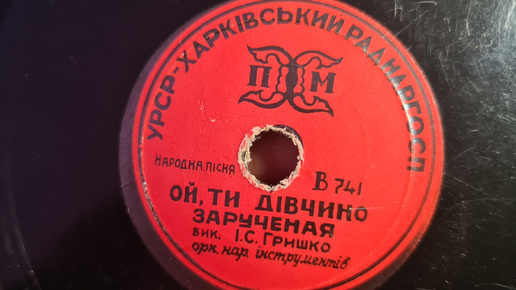 УРСР-ХАРКІВСЬКИЙ РАДНАРГОСП
П М
НАРОДНА ПІСНЯ
В 741
ОЙ, ТИ ДІВЧИНО
ЗАРУЧЕНАЯ
вик. І.С. Гришко
орк. нар. інструментів